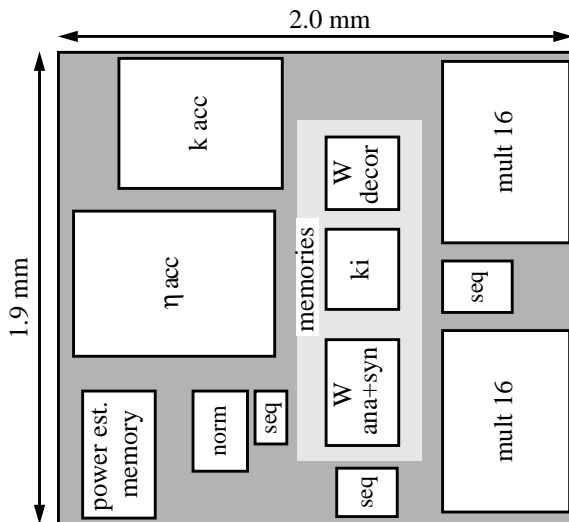 2.0 mm
1.9 mm
k acc
η acc
power est.
memory
norm
seq
memories
W
decor
ki
W
ana+syn
seq
mult 16
seq
mult 16